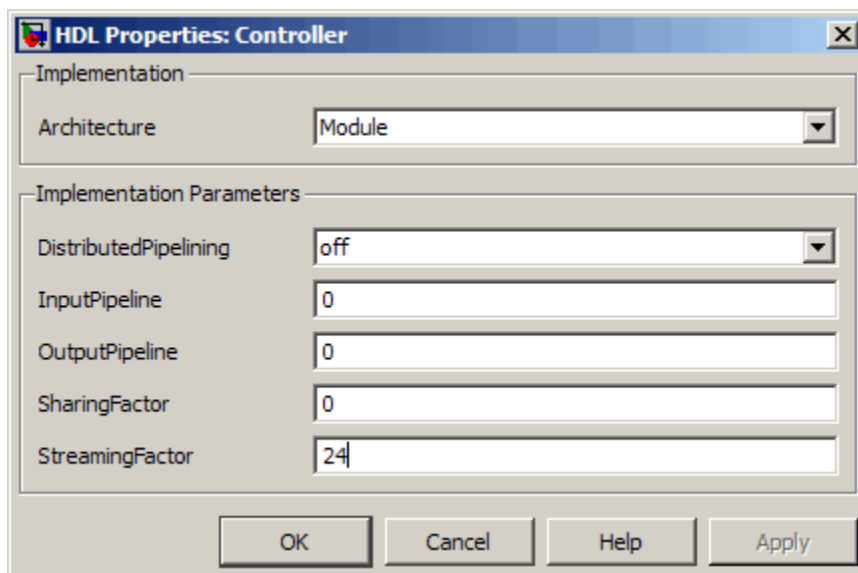 HDL Properties: Controller
Implementation
Architecture Module
Implementation Parameters
DistributedPipelining off
InputPipeline 0
OutputPipeline 0
SharingFactor 0
StreamingFactor 24
OK Cancel Help Apply